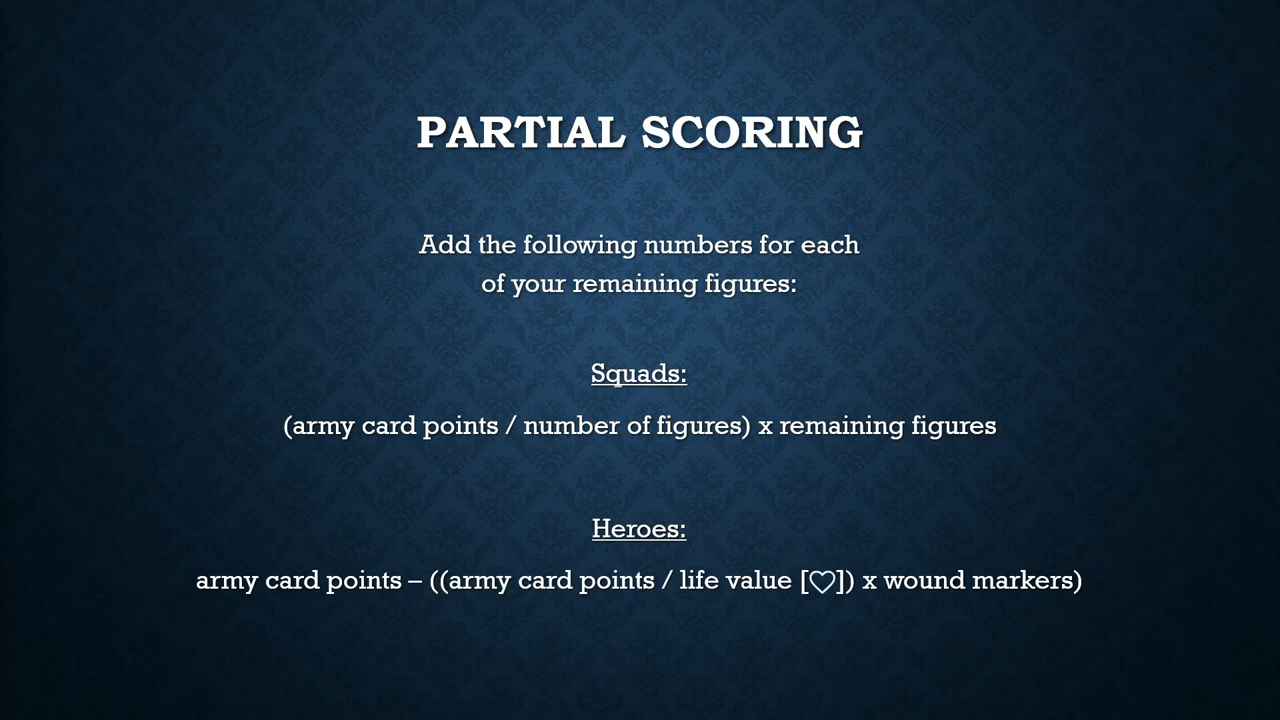 PARTIAL SCORING
Add the following numbers for each
of your remaining figures:
Squads:
(army card points / number of figures) x remaining figures
Heroes:
army card points – ((army card points / life value [♡]) x wound markers)